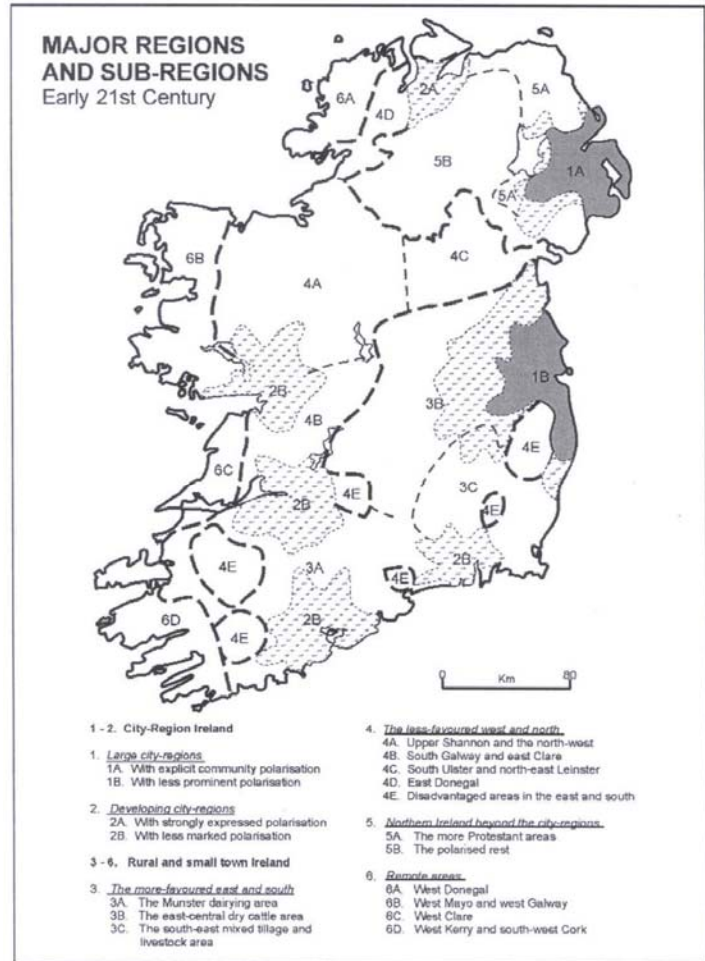 MAJOR REGIONS
AND SUB-REGIONS
Early 21st Century
6A
4D
2A
5A
5B
1A
5A
6B
4C
4A
1B
2B
3B
4B
4E
6C
3C
4E
2B
4E
4E
3A
2B
4E
6D
4E
2B
0 Km 80
1 - 2. City-Region Ireland
1. Large city-regions
1A. With explicit community polarisation
1B. With less prominent polarisation
2. Developing city-regions
2A. With strongly expressed polarisation
2B. With less marked polarisation
3 - 6. Rural and small town Ireland
3. The more-favoured east and south
3A. The Munster dairying area
3B. The east-central dry cattle area
3C. The south-east mixed tillage and
livestock area
4. The less-favoured west and north
4A. Upper Shannon and the north-west
4B. South Galway and east Clare
4C. South Ulster and north-east Leinster
4D. East Donegal
4E. Disadvantaged areas in the east and south
5. Northern Ireland beyond the city-regions
5A. The more Protestant areas
5B. The polarised rest
6. Remote areas
6A. West Donegal
6B. West Mayo and west Galway
6C. West Clare
6D. West Kerry and south-west Cork